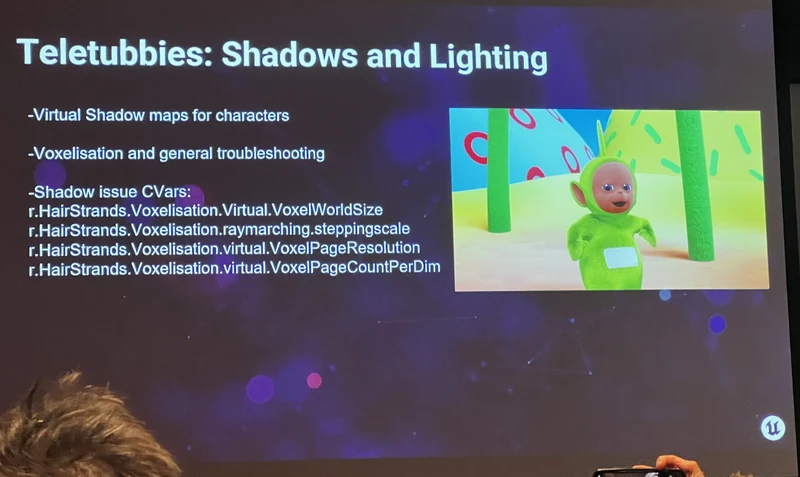 Teletubbies: Shadows and Lighting
-Virtual Shadow maps for characters
-Voxelisation and general troubleshooting
-Shadow issue CVars:
r.HairStrands.Voxelisation.Virtual.VoxelWorldSize
r.HairStrands.Voxelisation.raymarching.steppingscale
r.HairStrands.Voxelisation.virtual.VoxelPageResolution
r.HairStrands.Voxelisation.virtual.VoxelPageCountPerDim